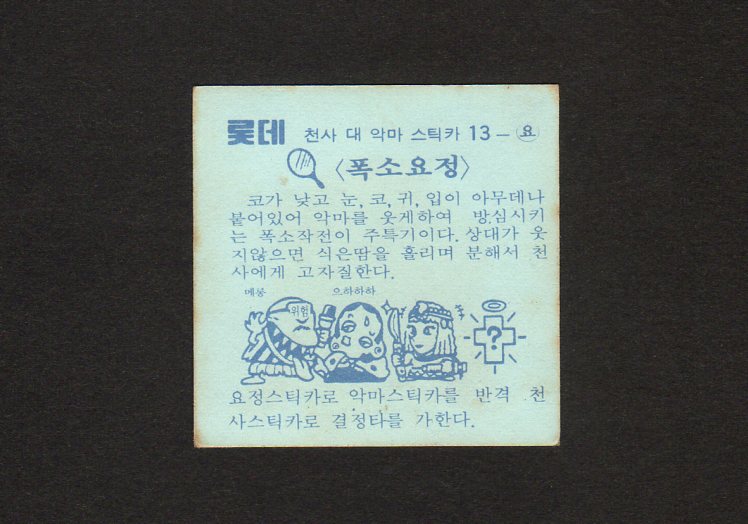 롯데 천사 대 악마 스틱카 13-요
〈폭소요정〉
코가 낮고 눈, 코, 귀, 입이 아무데나
붙어있어 악마를 웃게하여 방심시키
는 폭소작전이 주특기이다. 상대가 웃
지않으면 식은땀을 흘리며 분해서 천
사에게 고자질한다.
메롱 으하하하
위험
?
요정스틱카로 악마스틱카를 반격 천
사스틱카로 결정타를 가한다.